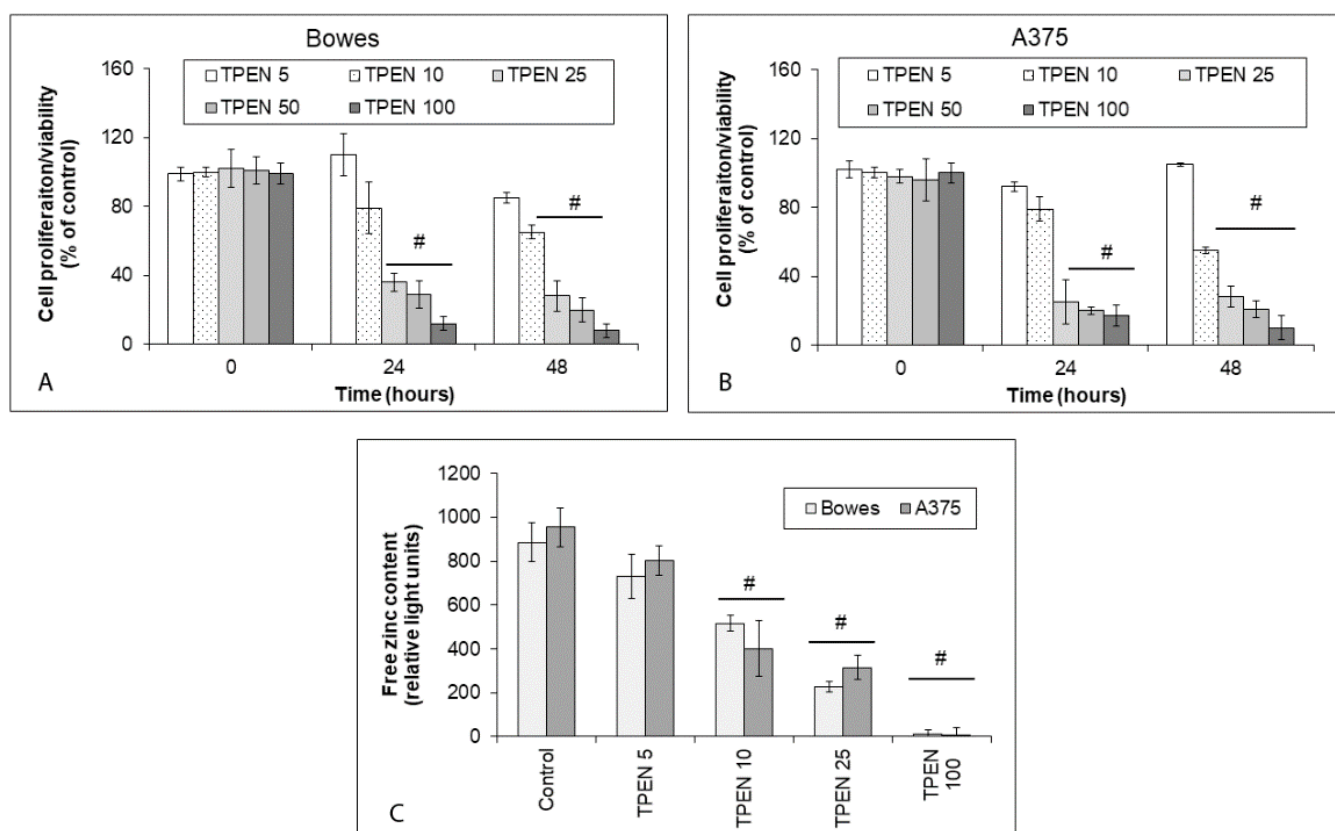 Bowes
TPEN 5 TPEN 10 TPEN 25
TPEN 50 TPEN 100
Cell proliferaiton/viability
(% of control)
160
120
80
40
0
# #
0 24 48
Time (hours)
A
A375
TPEN 5 TPEN 10 TPEN 25
TPEN 50 TPEN 100
Cell proliferaiton/viability
(% of control)
160
120
80
40
0
# #
0 24 48
Time (hours)
B
Bowes A375
Free zinc content
(relative light units)
1200
1000
800
600
400
200
0
# # #
Control
TPEN 5
TPEN 10
TPEN 25
TPEN
100
C